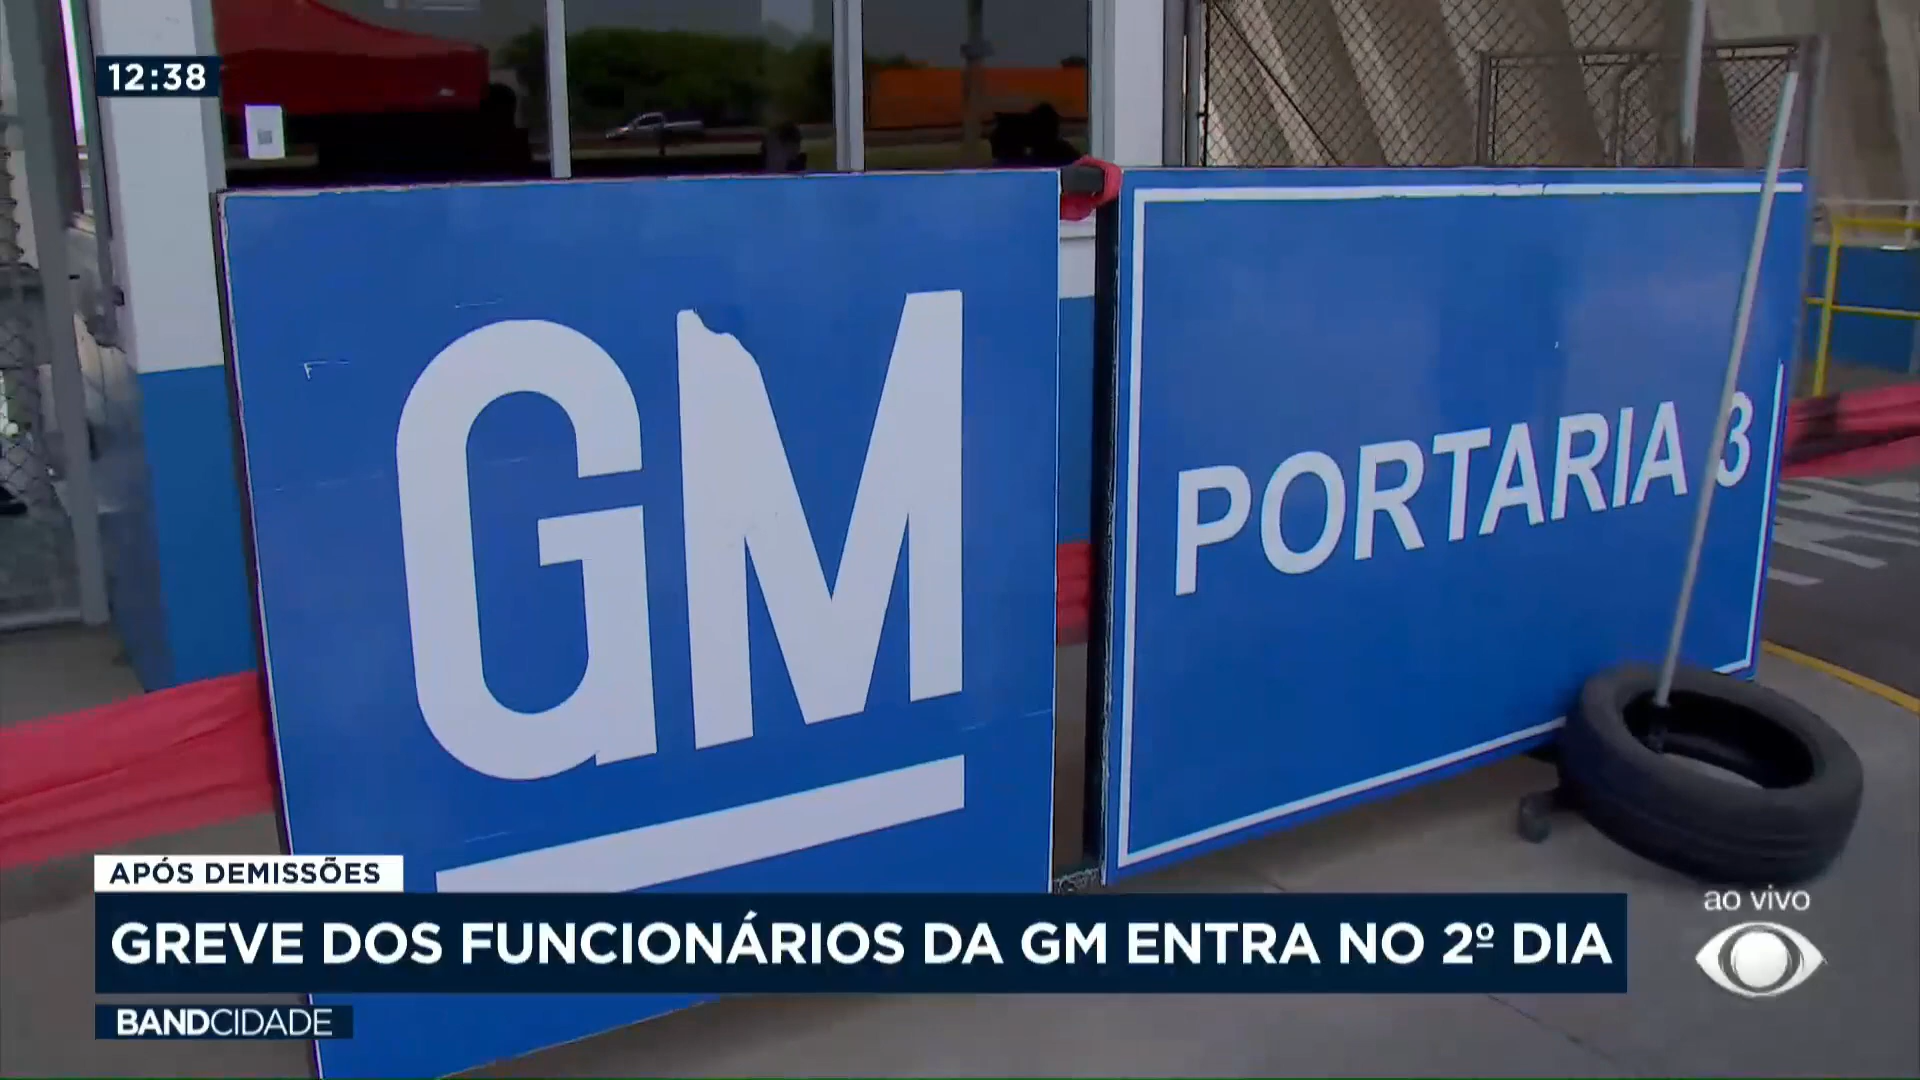 12:38
GM
PORTARIA 3
APÓS DEMISSÕES
GREVE DOS FUNCIONÁRIOS DA GM ENTRA NO 2º DIA
BANDCIDADE
ao vivo